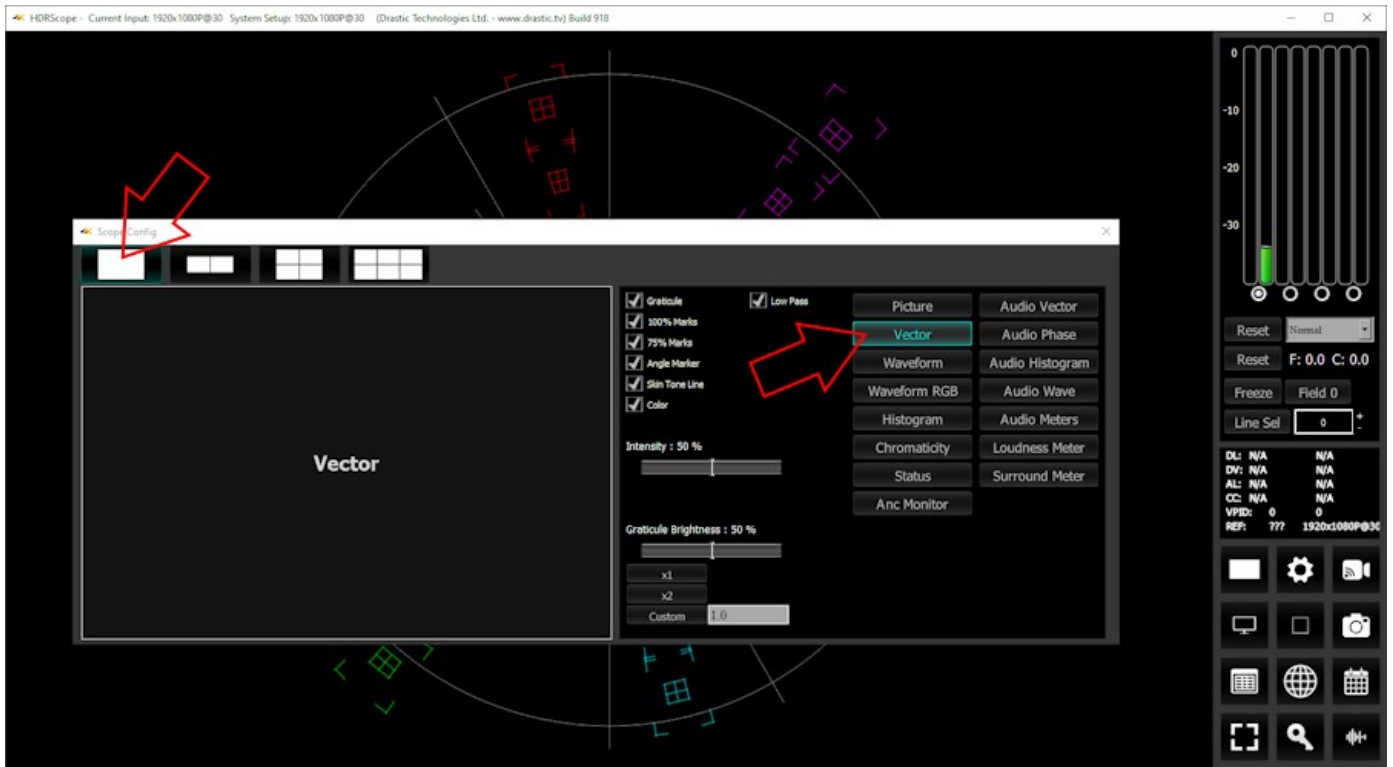 HDRScope - Current Input: 1920x1080P@30 System Setup: 1920x1080P@30 (Drastic Technologies Ltd. - www.drastic.tv) Build 918
Scope Config
Graticule
Low Pass
100% Marks
75% Marks
Angle Marker
Skin Tone Line
Color
Intensity : 50 %
Graticule Brightness : 50 %
x1
x2
Custom 1.0
Vector
Picture Audio Vector
Vector Audio Phase
Waveform Audio Histogram
Waveform RGB Audio Wave
Histogram Audio Meters
Chromaticity Loudness Meter
Status Surround Meter
Anc Monitor
0
-10
-20
-30
Reset Normal
Reset F: 0.0 C: 0.0
Freeze Field 0
Line Sel 0 + -
DL: N/A N/A
DV: N/A N/A
AL: N/A N/A
CC: N/A N/A
VPID: 0 0
REF: ??? 1920x1080P@30